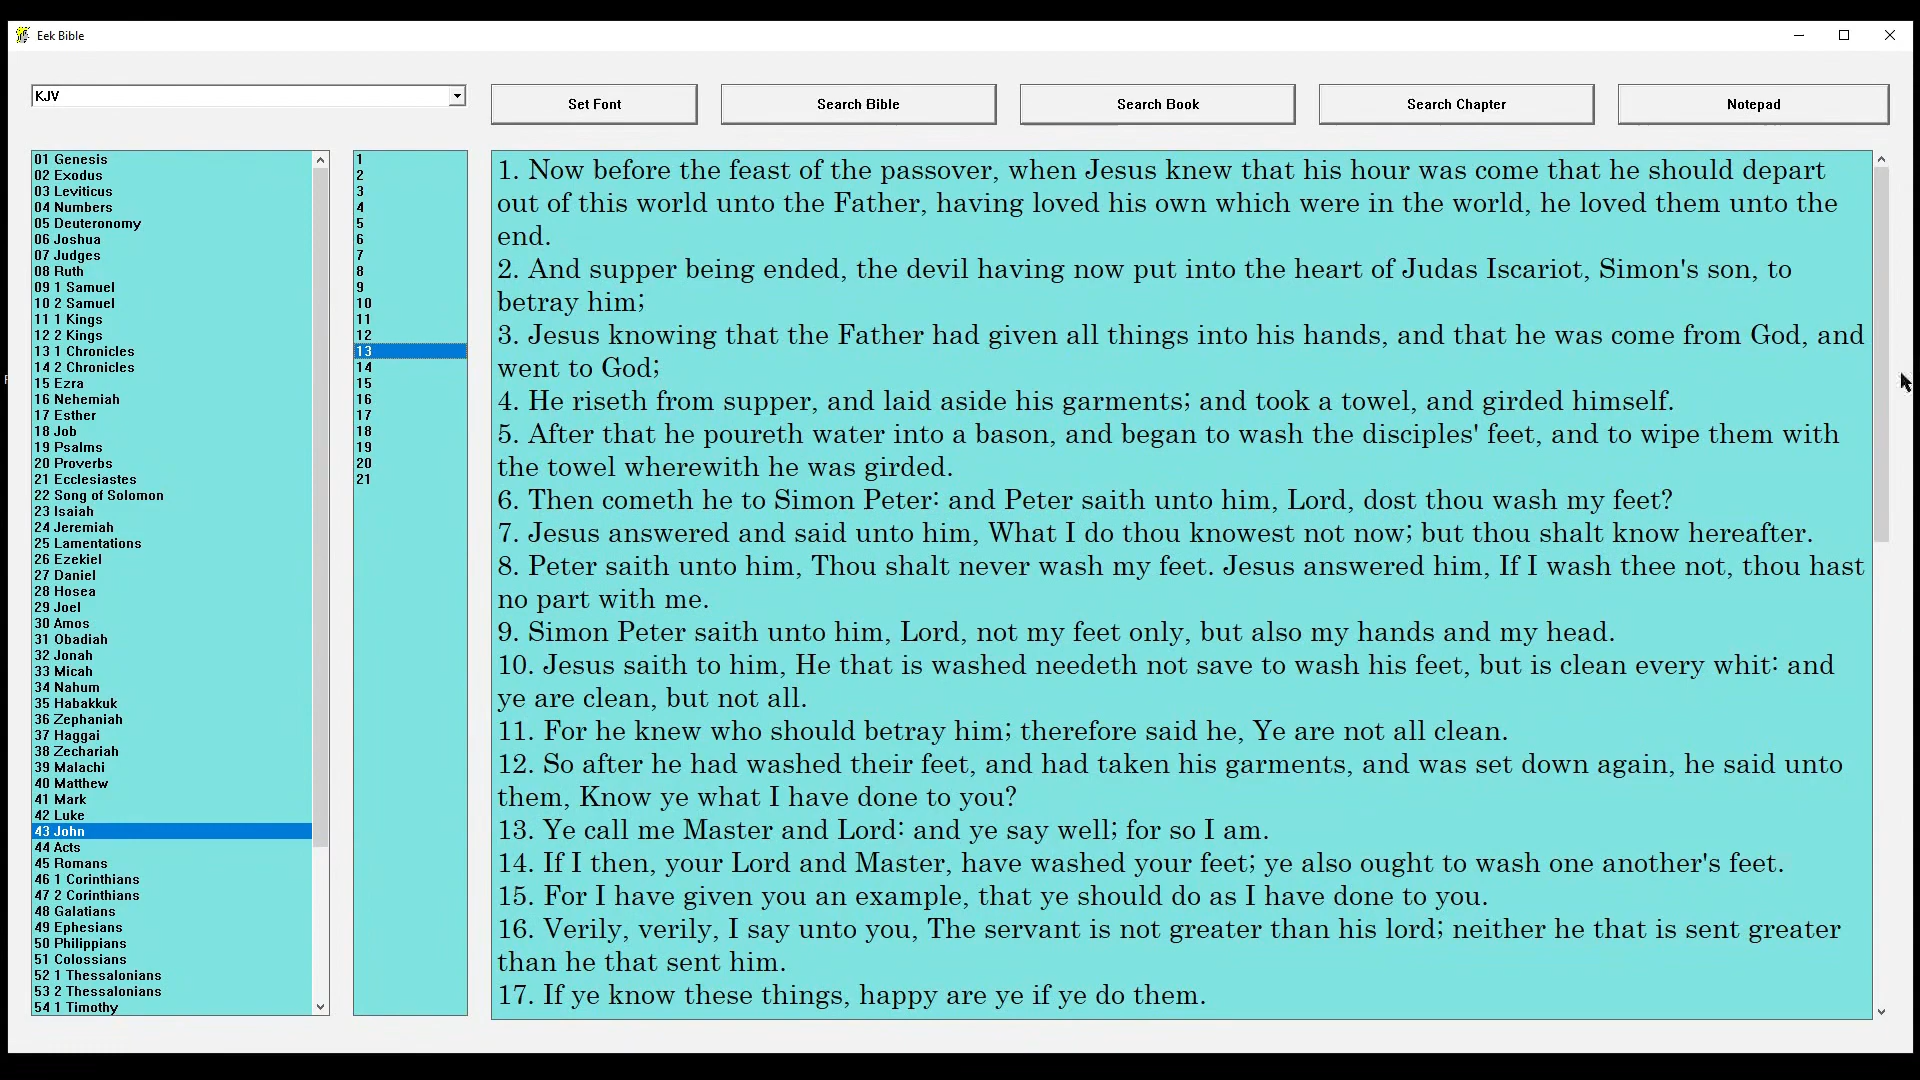 Eek Bible
KJV
Set Font
Search Bible
Search Book
Search Chapter
Notepad
01 Genesis
02 Exodus
03 Leviticus
04 Numbers
05 Deuteronomy
06 Joshua
07 Judges
08 Ruth
09 1 Samuel
10 2 Samuel
11 1 Kings
12 2 Kings
13 1 Chronicles
14 2 Chronicles
15 Ezra
16 Nehemiah
17 Esther
18 Job
19 Psalms
20 Proverbs
21 Ecclesiastes
22 Song of Solomon
23 Isaiah
24 Jeremiah
25 Lamentations
26 Ezekiel
27 Daniel
28 Hosea
29 Joel
30 Amos
31 Obadiah
32 Jonah
33 Micah
34 Nahum
35 Habakkuk
36 Zephaniah
37 Haggai
38 Zechariah
39 Malachi
40 Matthew
41 Mark
42 Luke
43 John
44 Acts
45 Romans
46 1 Corinthians
47 2 Corinthians
48 Galatians
49 Ephesians
50 Philippians
51 Colossians
52 1 Thessalonians
53 2 Thessalonians
54 1 Timothy
1
2
3
4
5
6
7
8
9
10
11
12
13
14
15
16
17
18
19
20
21
1. Now before the feast of the passover, when Jesus knew that his hour was come that he should depart
out of this world unto the Father, having loved his own which were in the world, he loved them unto the
end.
2. And supper being ended, the devil having now put into the heart of Judas Iscariot, Simon's son, to
betray him;
3. Jesus knowing that the Father had given all things into his hands, and that he was come from God, and
went to God;
4. He riseth from supper, and laid aside his garments; and took a towel, and girded himself.
5. After that he poureth water into a bason, and began to wash the disciples' feet, and to wipe them with
the towel wherewith he was girded.
6. Then cometh he to Simon Peter: and Peter saith unto him, Lord, dost thou wash my feet?
7. Jesus answered and said unto him, What I do thou knowest not now; but thou shalt know hereafter.
8. Peter saith unto him, Thou shalt never wash my feet. Jesus answered him, If I wash thee not, thou hast
no part with me.
9. Simon Peter saith unto him, Lord, not my feet only, but also my hands and my head.
10. Jesus saith to him, He that is washed needeth not save to wash his feet, but is clean every whit: and
ye are clean, but not all.
11. For he knew who should betray him; therefore said he, Ye are not all clean.
12. So after he had washed their feet, and had taken his garments, and was set down again, he said unto
them, Know ye what I have done to you?
13. Ye call me Master and Lord: and ye say well; for so I am.
14. If I then, your Lord and Master, have washed your feet; ye also ought to wash one another's feet.
15. For I have given you an example, that ye should do as I have done to you.
16. Verily, verily, I say unto you, The servant is not greater than his lord; neither he that is sent greater
than he that sent him.
17. If ye know these things, happy are ye if ye do them.